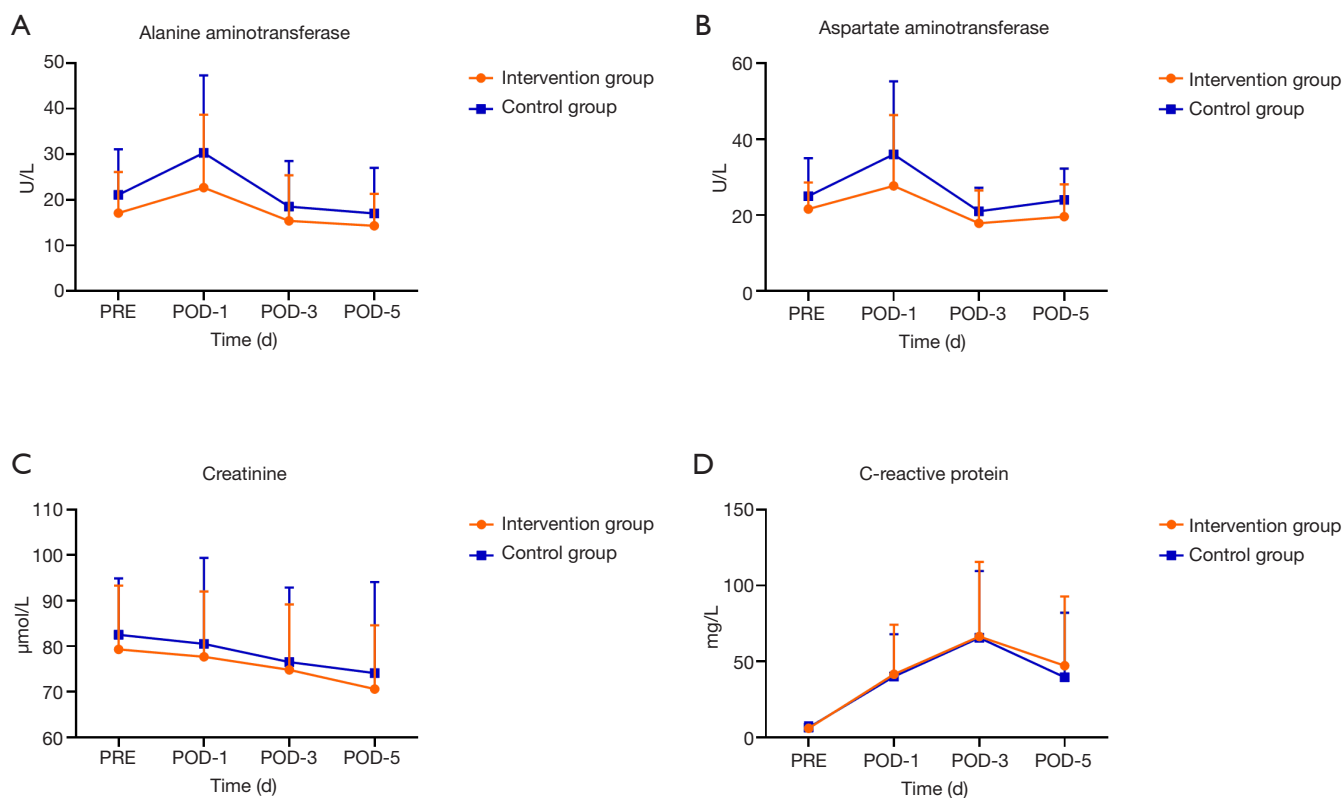 A
Alanine aminotransferase
50
40
30
20
10
0
U/L
PRE
POD-1
POD-3
POD-5
Time (d)
Intervention group
Control group
B
Aspartate aminotransferase
60
40
20
0
U/L
PRE
POD-1
POD-3
POD-5
Time (d)
Intervention group
Control group
C
Creatinine
110
100
90
80
70
60
μmol/L
PRE
POD-1
POD-3
POD-5
Time (d)
Intervention group
Control group
D
C-reactive protein
150
100
50
0
mg/L
PRE
POD-1
POD-3
POD-5
Time (d)
Intervention group
Control group